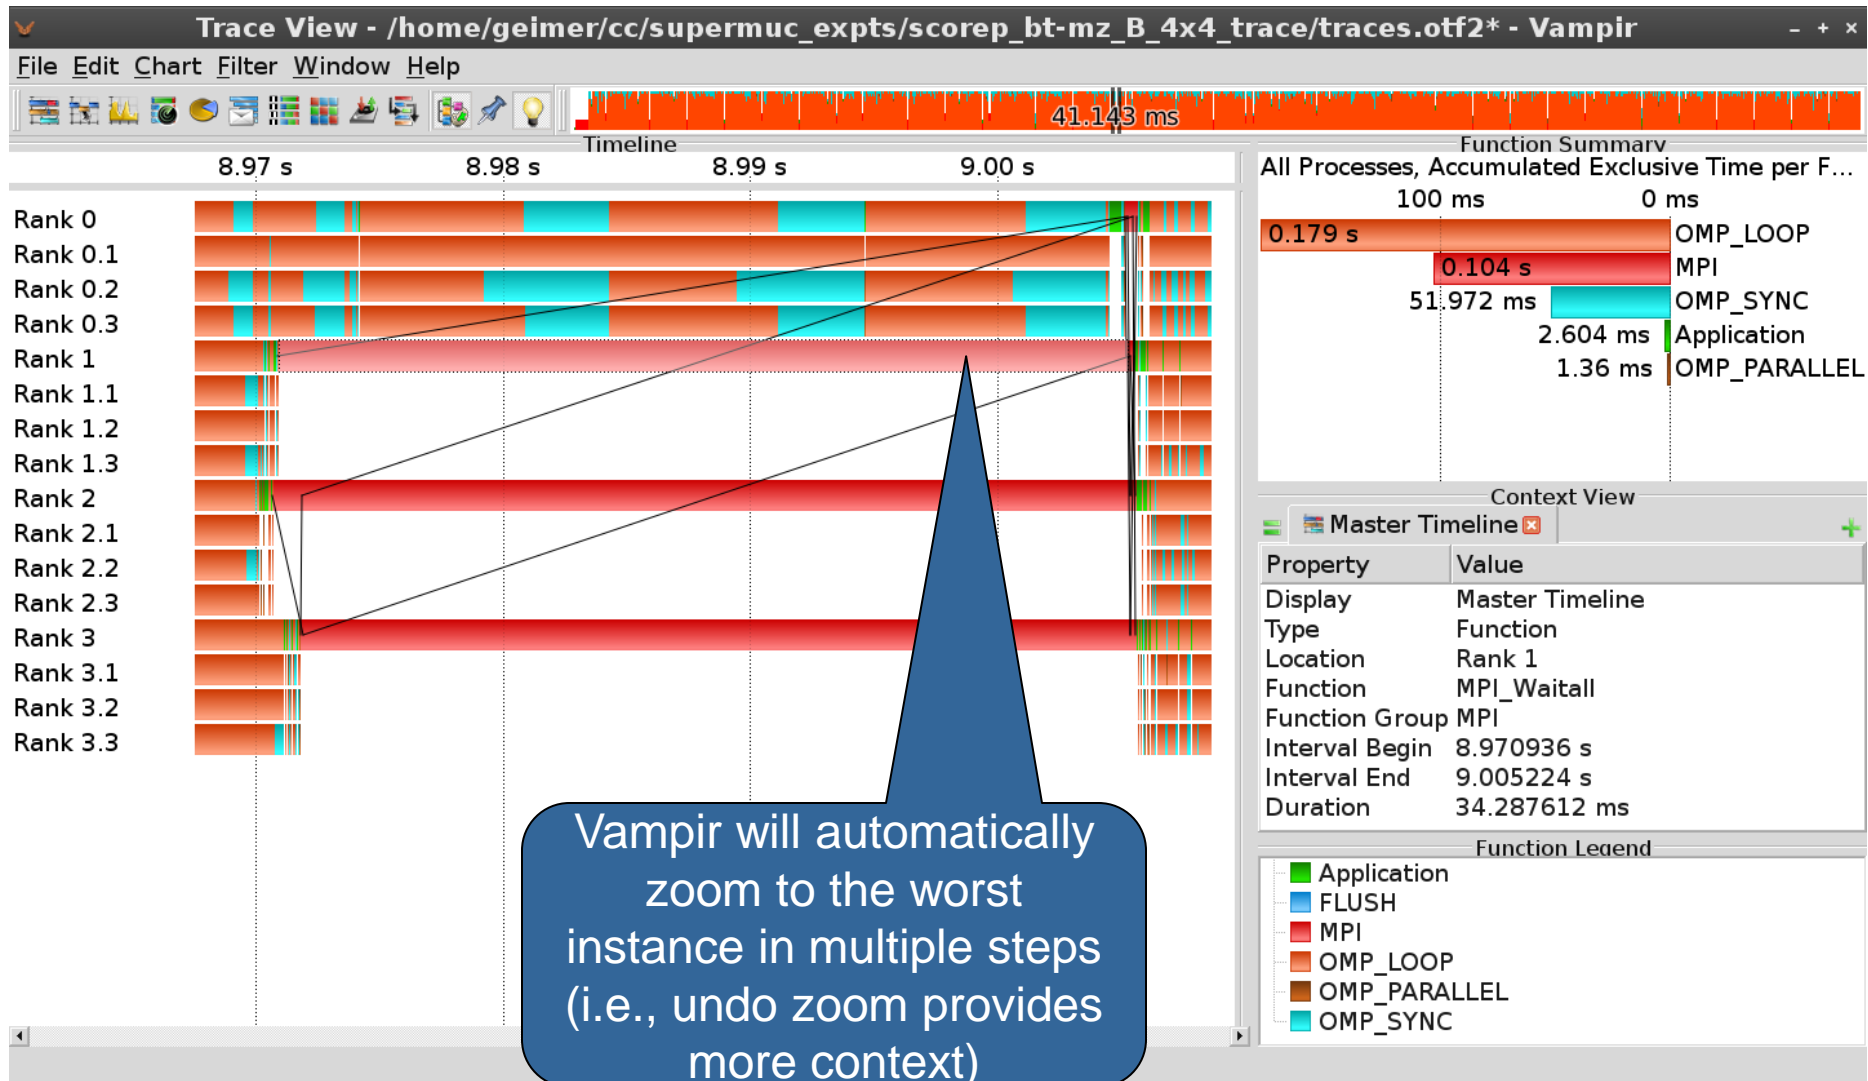 Trace View - /home/geimer/cc/supermuc_expts/scorep_bt-mz_B_4x4_trace/traces.otf2* - Vampir
File Edit Chart Filter Window Help
41.143 ms
Timeline
8.97 s 8.98 s 8.99 s 9.00 s
Rank 0
Rank 0.1
Rank 0.2
Rank 0.3
Rank 1
Rank 1.1
Rank 1.2
Rank 1.3
Rank 2
Rank 2.1
Rank 2.2
Rank 2.3
Rank 3
Rank 3.1
Rank 3.2
Rank 3.3
Vampir will automatically
zoom to the worst
instance in multiple steps
(i.e., undo zoom provides
more context)
Function Summary
All Processes, Accumulated Exclusive Time per F...
100 ms 0 ms
0.179 s OMP_LOOP
0.104 s MPI
51.972 ms OMP_SYNC
2.604 ms Application
1.36 ms OMP_PARALLEL
Context View
Master Timeline
Property Value
Display Master Timeline
Type Function
Location Rank 1
Function MPI_Waitall
Function Group MPI
Interval Begin 8.970936 s
Interval End 9.005224 s
Duration 34.287612 ms
Function Legend
Application
FLUSH
MPI
OMP_LOOP
OMP_PARALLEL
OMP_SYNC